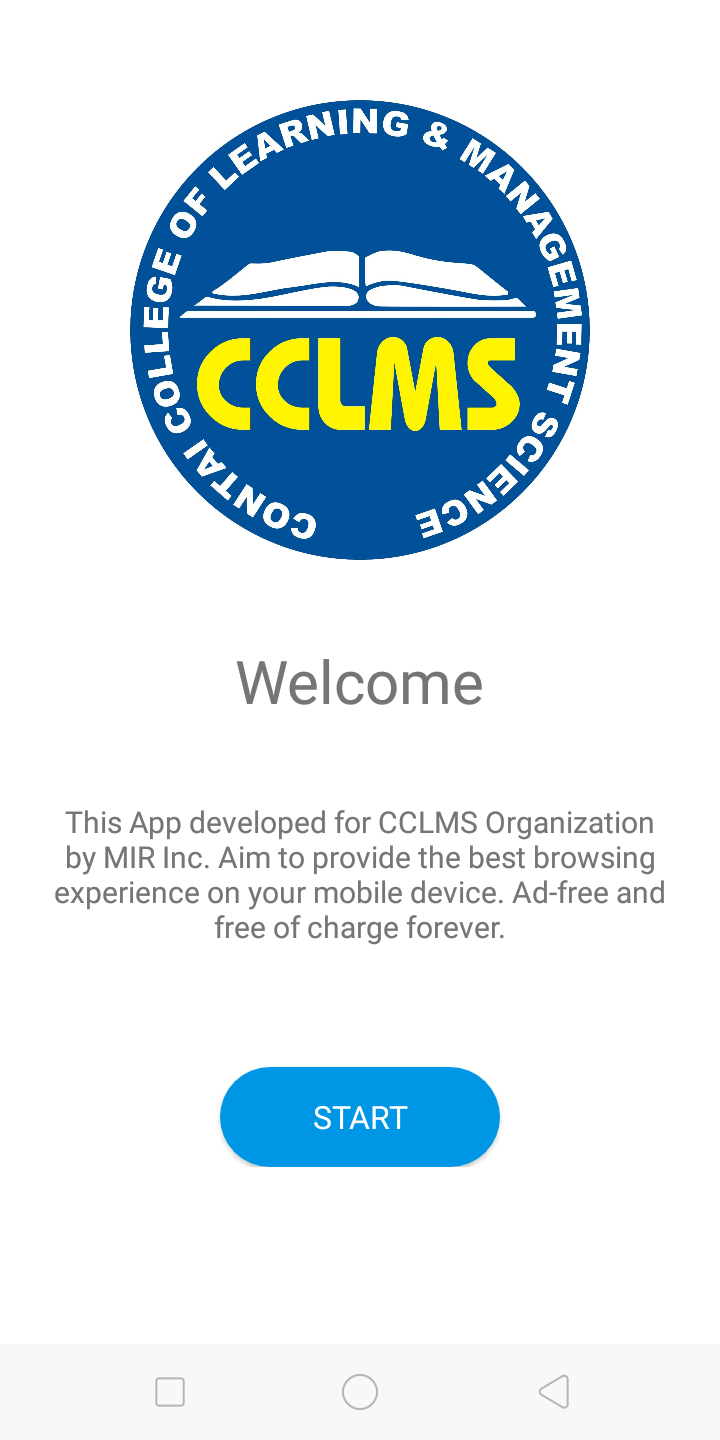 CONTAI COLLEGE OF LEARNING & MANAGEMENT SCIENCE
CCLMS
Welcome
This App developed for CCLMS Organization
by MIR Inc. Aim to provide the best browsing
experience on your mobile device. Ad-free and
free of charge forever.
START